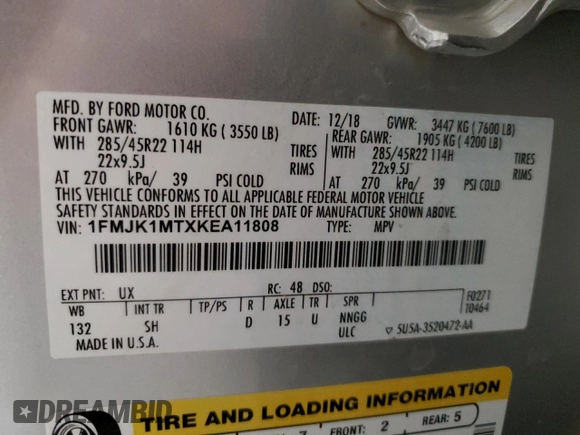 MFD. BY FORD MOTOR CO.
DATE: 12/18 GVWR: 3447 KG ( 7600 LB)
FRONT GAWR: 1610 KG ( 3550 LB) REAR GAWR: 1905 KG ( 4200 LB)
WITH 285/45R22 114H TIRES WITH 285/45R22 114H TIRES
22x9.5J RIMS 22x9.5J RIMS
AT 270 kPa/ 39 PSI COLD AT 270 kPa/ 39 PSI COLD
THIS VEHICLE CONFORMS TO ALL APPLICABLE FEDERAL MOTOR VEHICLE
SAFETY STANDARDS IN EFFECT ON THE DATE OF MANUFACTURE SHOWN ABOVE.
VIN: 1FMJK1MTXKEA11808 TYPE: MPV
EXT PNT: UX RC: 48 DSO: F0271
WB INT TR TP/PS R AXLE TR SPR 10464
132 SH D 15 U NNGG
ULC 5U5A-3520472-AA
MADE IN U.S.A.
TIRE AND LOADING INFORMATION
7 FRONT: 2 REAR: 5
DREAMBID